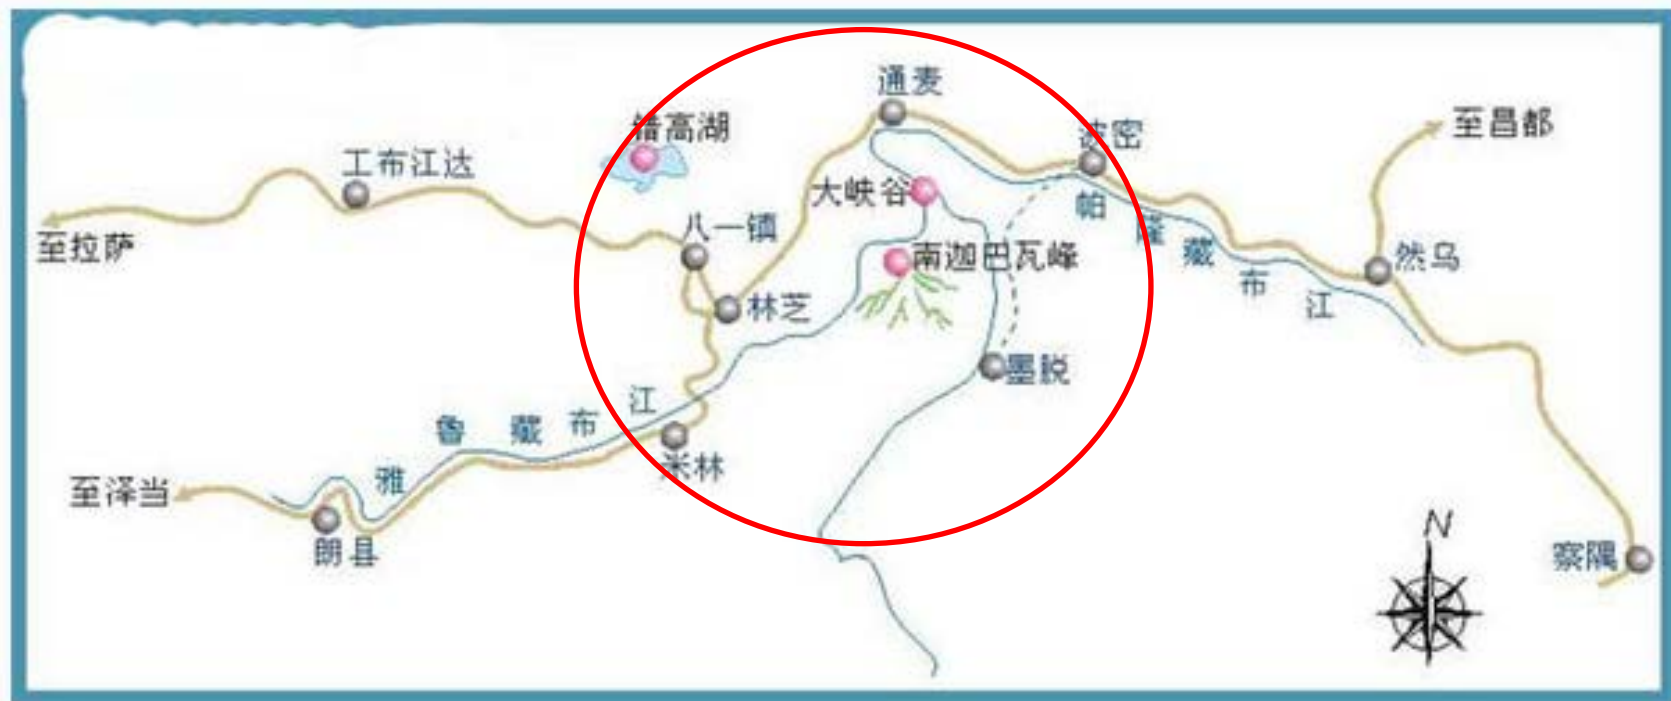 通麦
错高湖
波密
至昌都
工布江达
大峡谷
帕隆藏布江
八一镇
至拉萨
南迦巴瓦峰
然乌
林芝
墨脱
雅鲁藏布江
米林
至泽当
朗县
N
察隅